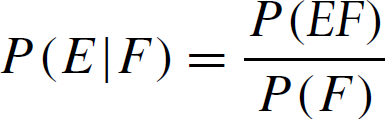 P(E|F) = P(EF) / P(F)